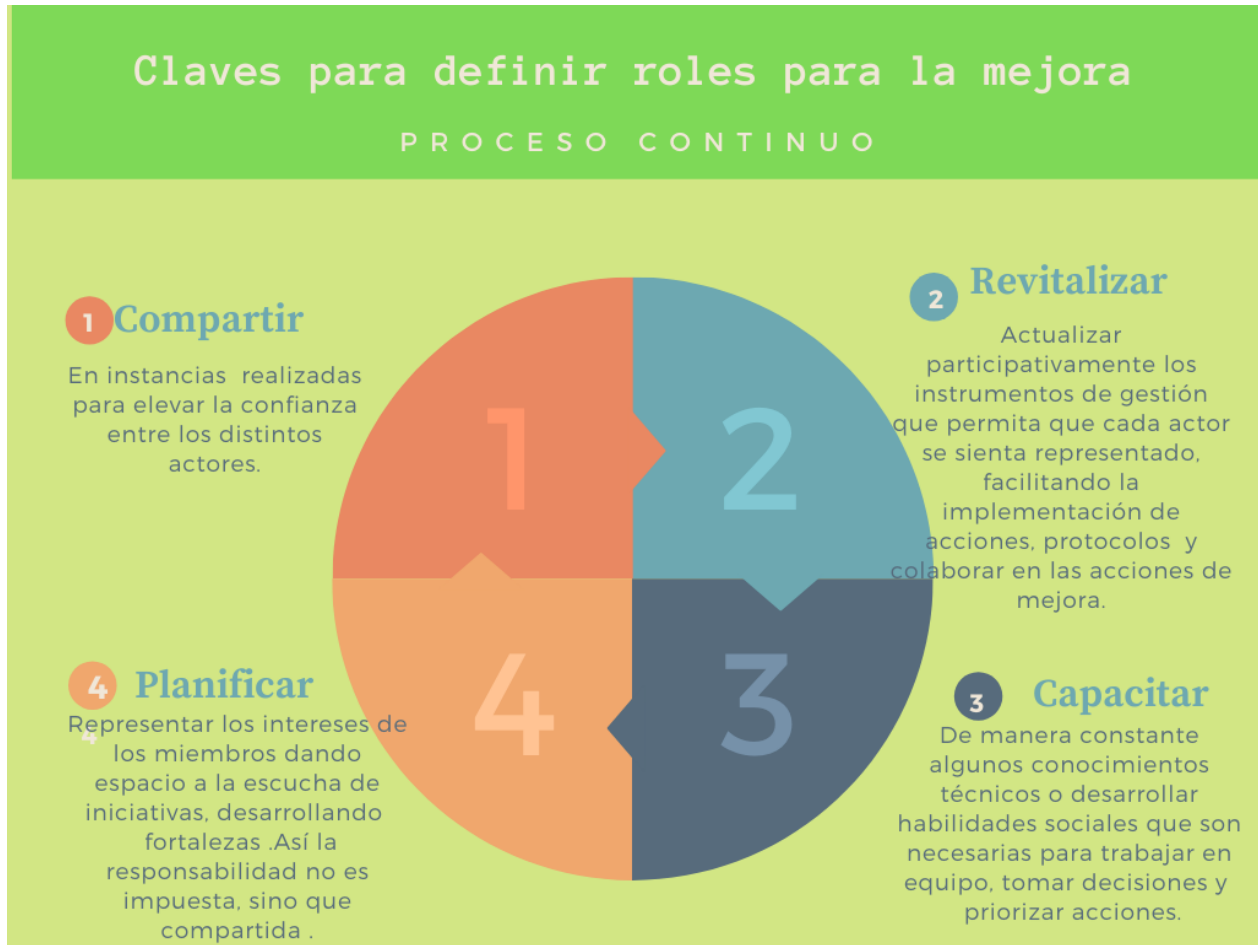 Claves para definir roles para la mejora
PROCESO CONTINUO
1 Compartir
En instancias realizadas
para elevar la confianza
entre los distintos
actores.
2 Revitalizar
Actualizar
participativamente los
instrumentos de gestión
que permita que cada actor
se sienta representado,
facilitando la
implementación de
acciones, protocolos y
colaborar en las acciones de
mejora.
1
2
4
3
4 Planificar
4
Representar los intereses de
los miembros dando
espacio a la escucha de
iniciativas, desarrollando
fortalezas .Así la
responsabilidad no es
impuesta, sino que
compartida .
3 Capacitar
De manera constante
algunos conocimientos
técnicos o desarrollar
habilidades sociales que son
necesarias para trabajar en
equipo, tomar decisiones y
priorizar acciones.